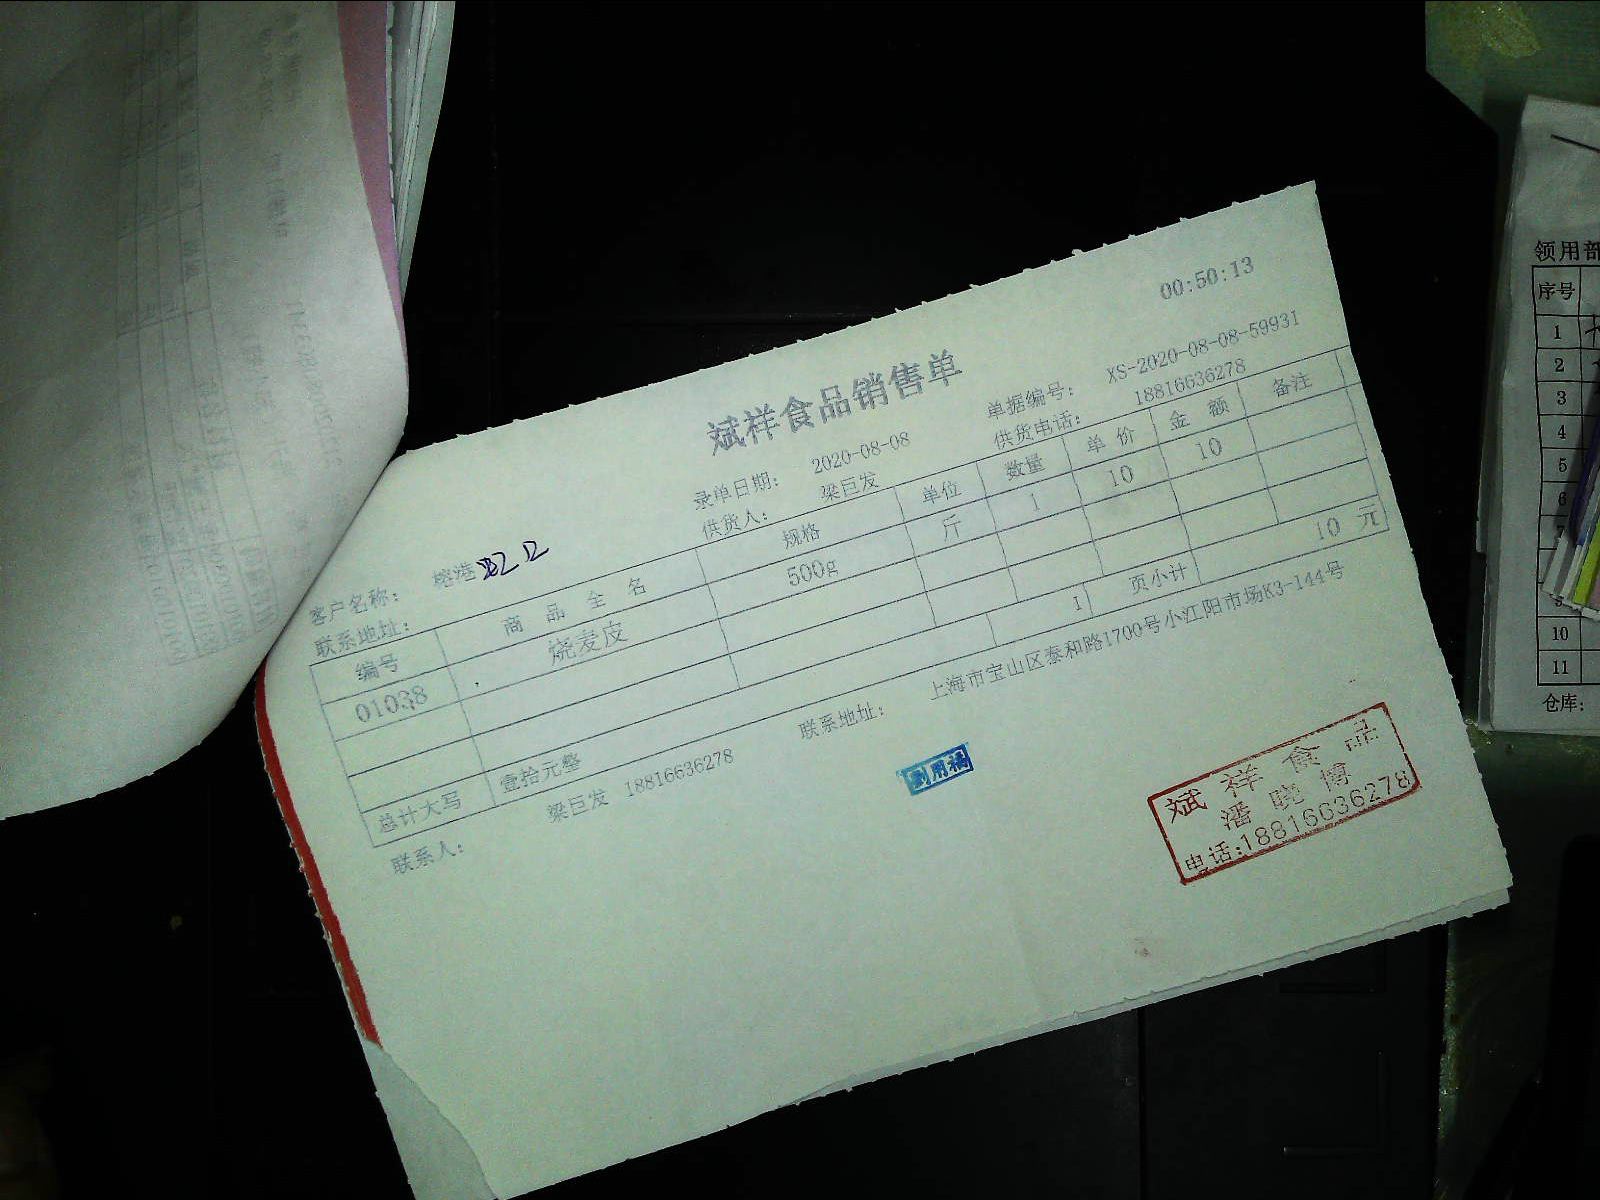 00:50:13
斌祥食品销售单
录单日期： 2020-08-08 单据编号： XS-2020-08-08-59931
客户名称： 榕港 供货人： 梁巨发 供货电话： 18816636278
联系地址：
编号 商品全名 规格 单位 数量 单价 金额 备注
01038 烧麦皮 500g 斤 1 10 10
1 页小计 10 元
总计大写 壹拾元整
联系人： 梁巨发 18816636278 联系地址： 上海市宝山区泰和路1700号小江阳市场K3-144号
斌祥食品
潘晓博
电话:18816636278
领用部
序号
1
2
3
4
5
6
7
10
11
仓库: